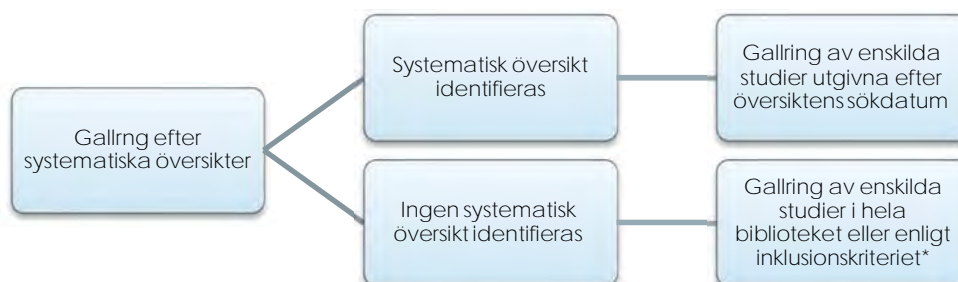 Gallrng efter
systematiska översikter
Systematisk översikt
identifieras
Gallring av enskilda
studier utgivna efter
översiktens sökdatum
Ingen systematisk
översikt identifieras
Gallring av enskilda
studier i hela
biblioteket eller enligt
inklusionskriteriet*